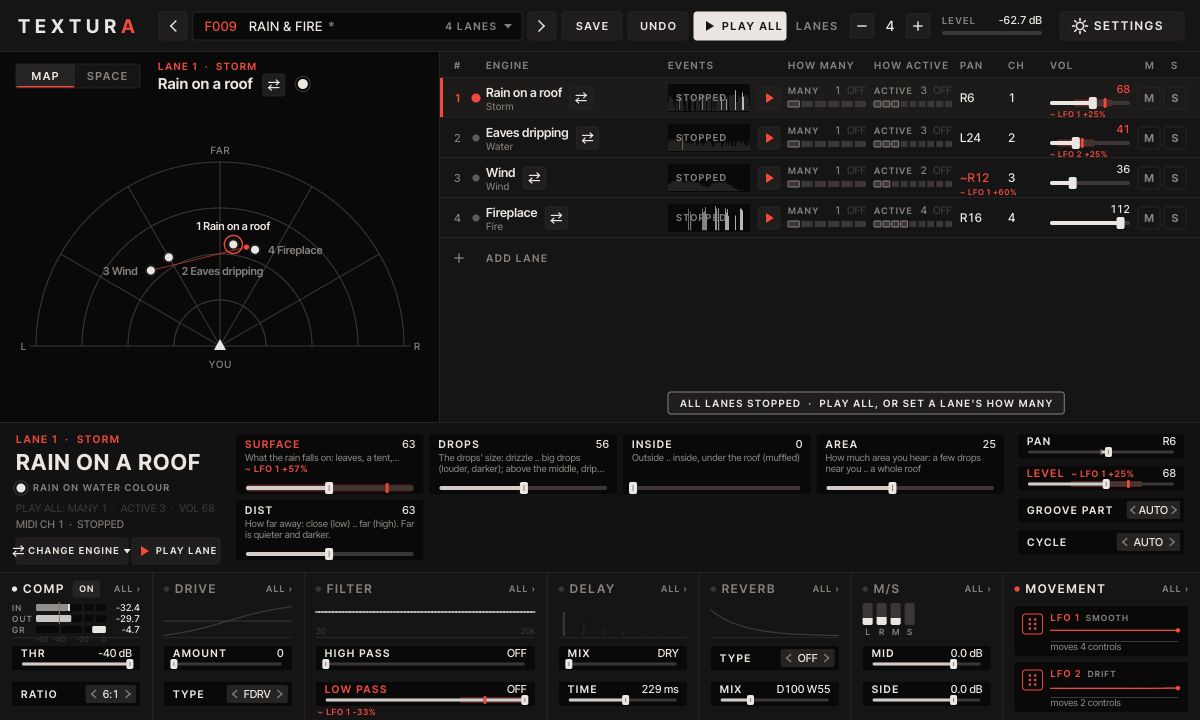 TEXTURA
F009 RAIN & FIRE * 4 LANES
SAVE UNDO PLAY ALL LANES 4 LEVEL -62.7 dB SETTINGS
MAP SPACE
LANE 1 · STORM
Rain on a roof
FAR
1 Rain on a roof
4 Fireplace
3 Wind
2 Eaves dripping
L
R
YOU
# ENGINE EVENTS HOW MANY HOW ACTIVE PAN CH VOL M S
1 Rain on a roof STOPPED MANY 1 OFF ACTIVE 3 OFF R6 1 68 M S
Storm
~ LFO 1 +25%
2 Eaves dripping STOPPED MANY 1 OFF ACTIVE 3 OFF L24 2 41 M S
Water
~ LFO 2 +25%
3 Wind STOPPED MANY 1 OFF ACTIVE 2 OFF ~R12 3 36 M S
Wind
~ LFO 1 +60%
4 Fireplace STOPPED MANY 1 OFF ACTIVE 4 OFF R16 4 112 M S
Fire
+ ADD LANE
ALL LANES STOPPED · PLAY ALL, OR SET A LANE'S HOW MANY
LANE 1 · STORM
RAIN ON A ROOF
RAIN ON WATER COLOUR
PLAY ALL: MANY 1 · ACTIVE 3 · VOL 68
MIDI CH 1 · STOPPED
CHANGE ENGINE PLAY LANE
SURFACE 63
What the rain falls on: leaves, a tent,...
~ LFO 1 +57%
DROPS 56
The drops' size: drizzle .. big drops
(louder, darker); above the middle, drip...
INSIDE 0
Outside .. inside, under the roof (muffled)
AREA 25
How much area you hear: a few drops
near you .. a whole roof
DIST 63
How far away: close (low) .. far (high). Far
is quieter and darker.
PAN R6
LEVEL ~ LFO 1 +25% 68
GROOVE PART < AUTO >
CYCLE < AUTO >
COMP ON ALL ›
IN -32.4
OUT -29.7
GR -4.7
-60 -40 -20 0
THR -40 dB
RATIO < 6:1 >
DRIVE ALL ›
AMOUNT 0
TYPE < FDRV >
FILTER ALL ›
20 20k
HIGH PASS OFF
LOW PASS OFF
~ LFO 1 -33%
DELAY ALL ›
MIX DRY
TIME 229 ms
REVERB ALL ›
TYPE < OFF >
MIX D100 W55
M/S ALL ›
L R M S
MID 0.0 dB
SIDE 0.0 dB
MOVEMENT ALL ›
LFO 1 SMOOTH
moves 4 controls
LFO 2 DRIFT
moves 2 controls